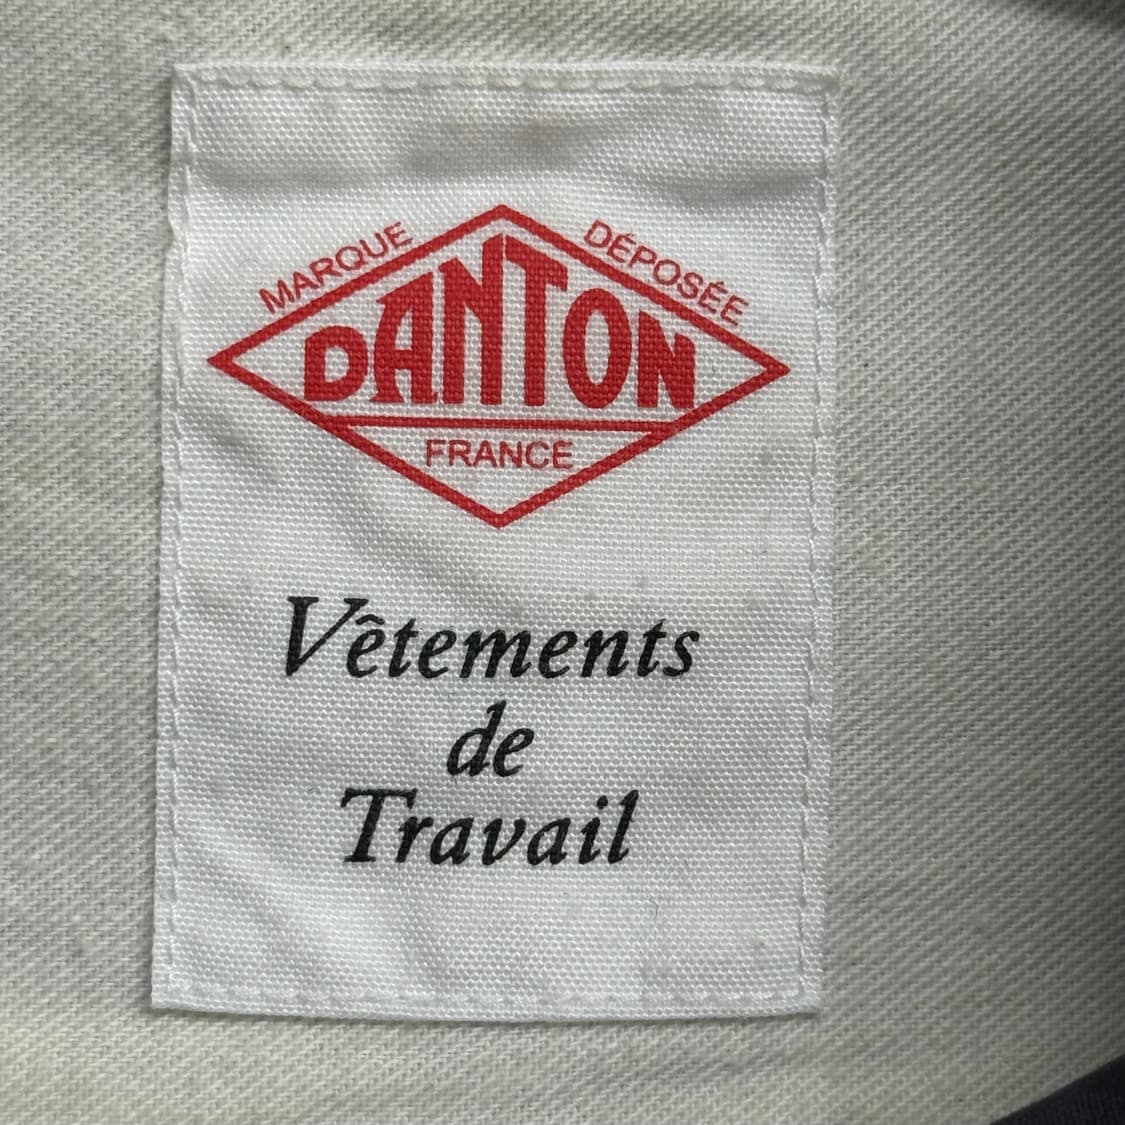 MARQUE DÉPOSÉE
DANTON
FRANCE
Vêtements
de
Travail